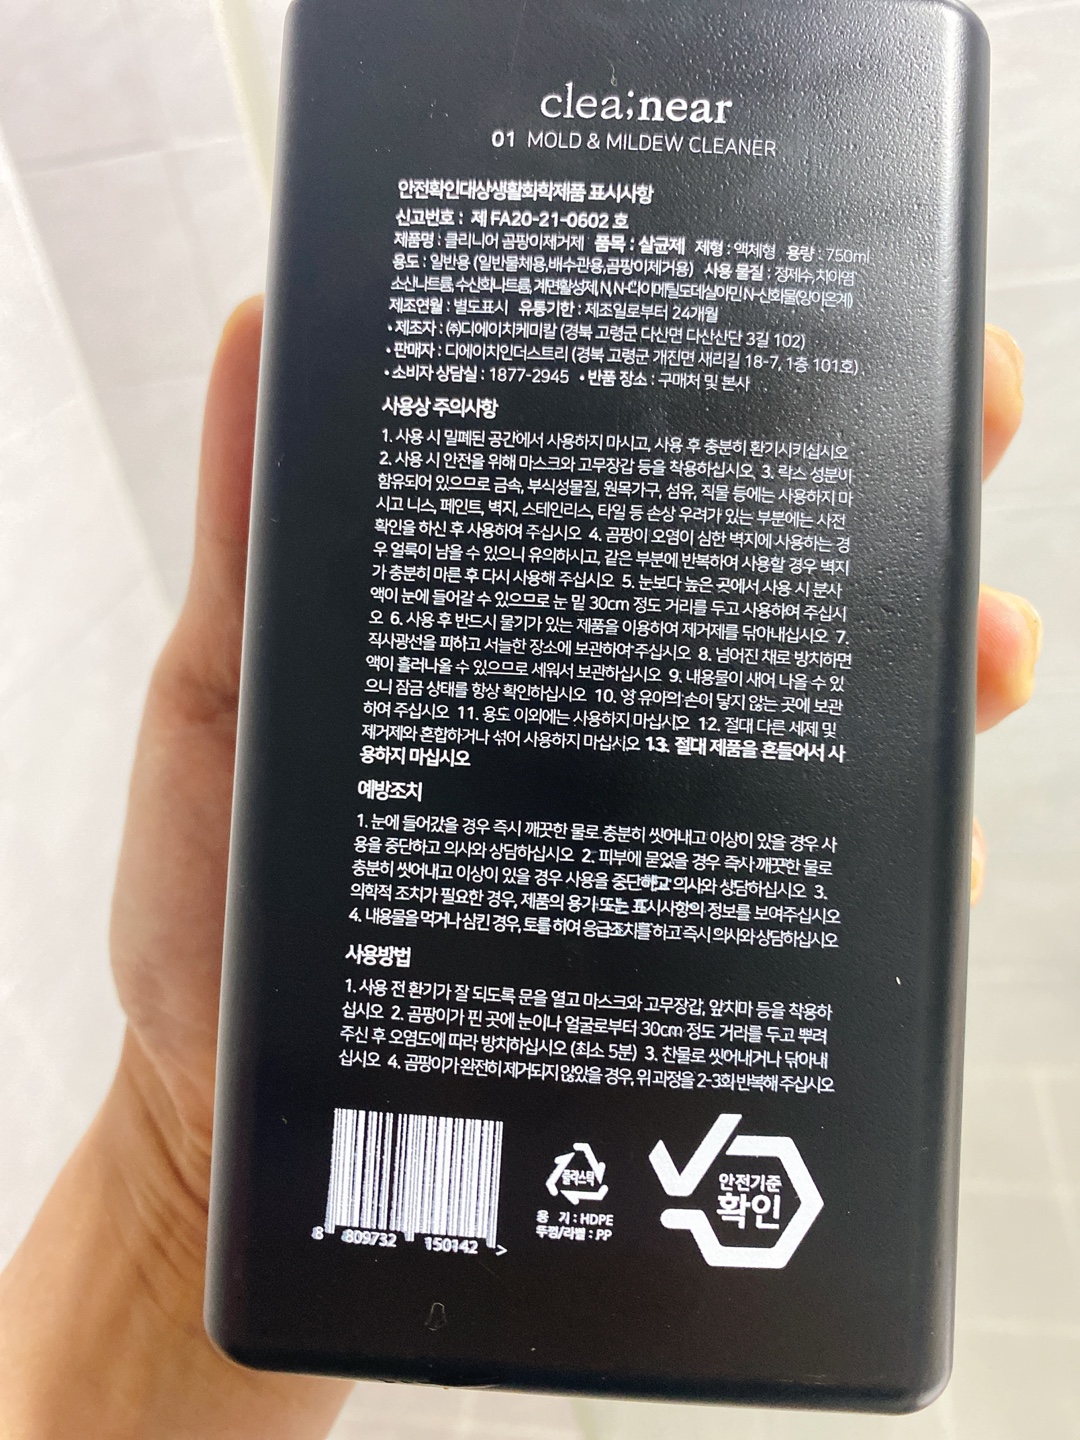 clea;near
01 MOLD & MILDEW CLEANER
안전확인대상생활화학제품 표시사항
신고번호 : 제 FA20-21-0602 호
제품명 : 클리니어 곰팡이제거제 품목 : 살균제 제형 : 액체형 용량 : 750ml
용도 : 일반용 (일반물체용,배수관용,곰팡이제거용) 사용 물질 : 정제수,차아염
소산나트륨, 수산화나트륨, 계면활성제, N,N-다이메틸도데실아민 N-산화물(양이온계)
제조연월 : 별도표시 유통기한 : 제조일로부터 24개월
• 제조자 : ㈜디에이치케미칼 (경북 고령군 다산면 다산산단 3길 102)
• 판매자 : 디에이치인더스트리 (경북 고령군 개진면 새리길 18-7, 1층 101호)
• 소비자 상담실 : 1877-2945 • 반품 장소 : 구매처 및 본사
사용상 주의사항
1. 사용 시 밀폐된 공간에서 사용하지 마시고, 사용 후 충분히 환기시키십시오
2. 사용 시 안전을 위해 마스크와 고무장갑 등을 착용하십시오 3. 락스 성분이
함유되어 있으므로 금속, 부식성물질, 원목가구, 섬유, 직물 등에는 사용하지 마
시고 니스, 페인트, 벽지, 스테인리스, 타일 등 손상 우려가 있는 부분에는 사전
확인을 하신 후 사용하여 주십시오 4. 곰팡이 오염이 심한 벽지에 사용하는 경
우 얼룩이 남을 수 있으니 유의하시고, 같은 부분에 반복하여 사용할 경우 벽지
가 충분히 마른 후 다시 사용해 주십시오 5. 눈보다 높은 곳에서 사용 시 분사
액이 눈에 들어갈 수 있으므로 눈 밑 30cm 정도 거리를 두고 사용하여 주십시
오 6. 사용 후 반드시 물기가 있는 제품을 이용하여 제거제를 닦아내십시오 7.
직사광선을 피하고 서늘한 장소에 보관하여 주십시오 8. 넘어진 채로 방치하면
액이 흘러나올 수 있으므로 세워서 보관하십시오 9. 내용물이 새어 나올 수 있
으니 잠금 상태를 항상 확인하십시오 10. 영 유아의 손이 닿지 않는 곳에 보관
하여 주십시오 11. 용도 이외에는 사용하지 마십시오 12. 절대 다른 세제 및
제거제와 혼합하거나 섞어 사용하지 마십시오 13. 절대 제품을 흔들어서 사
용하지 마십시오
예방조치
1. 눈에 들어갔을 경우 즉시 깨끗한 물로 충분히 씻어내고 이상이 있을 경우 사
용을 중단하고 의사와 상담하십시오 2. 피부에 묻었을 경우 즉시 깨끗한 물로
충분히 씻어내고 이상이 있을 경우 사용을 중단하고 의사와 상담하십시오 3.
의학적 조치가 필요한 경우, 제품의 용기 또는 표시사항의 정보를 보여주십시오
4. 내용물을 먹거나 삼킨 경우, 토를 하여 응급조치를 하고 즉시 의사와 상담하십시오
사용방법
1. 사용 전 환기가 잘 되도록 문을 열고 마스크와 고무장갑, 앞치마 등을 착용하
십시오 2. 곰팡이가 핀 곳에 눈이나 얼굴로부터 30cm 정도 거리를 두고 뿌려
주신 후 오염도에 따라 방치하십시오 (최소 5분) 3. 찬물로 씻어내거나 닦아내
십시오 4. 곰팡이가 완전히 제거되지 않았을 경우, 위 과정을 2-3회 반복해 주십시오
8 809732 150142 >
플라스틱
용 기 : HDPE
뚜껑/라벨 : PP
안전기준
확인